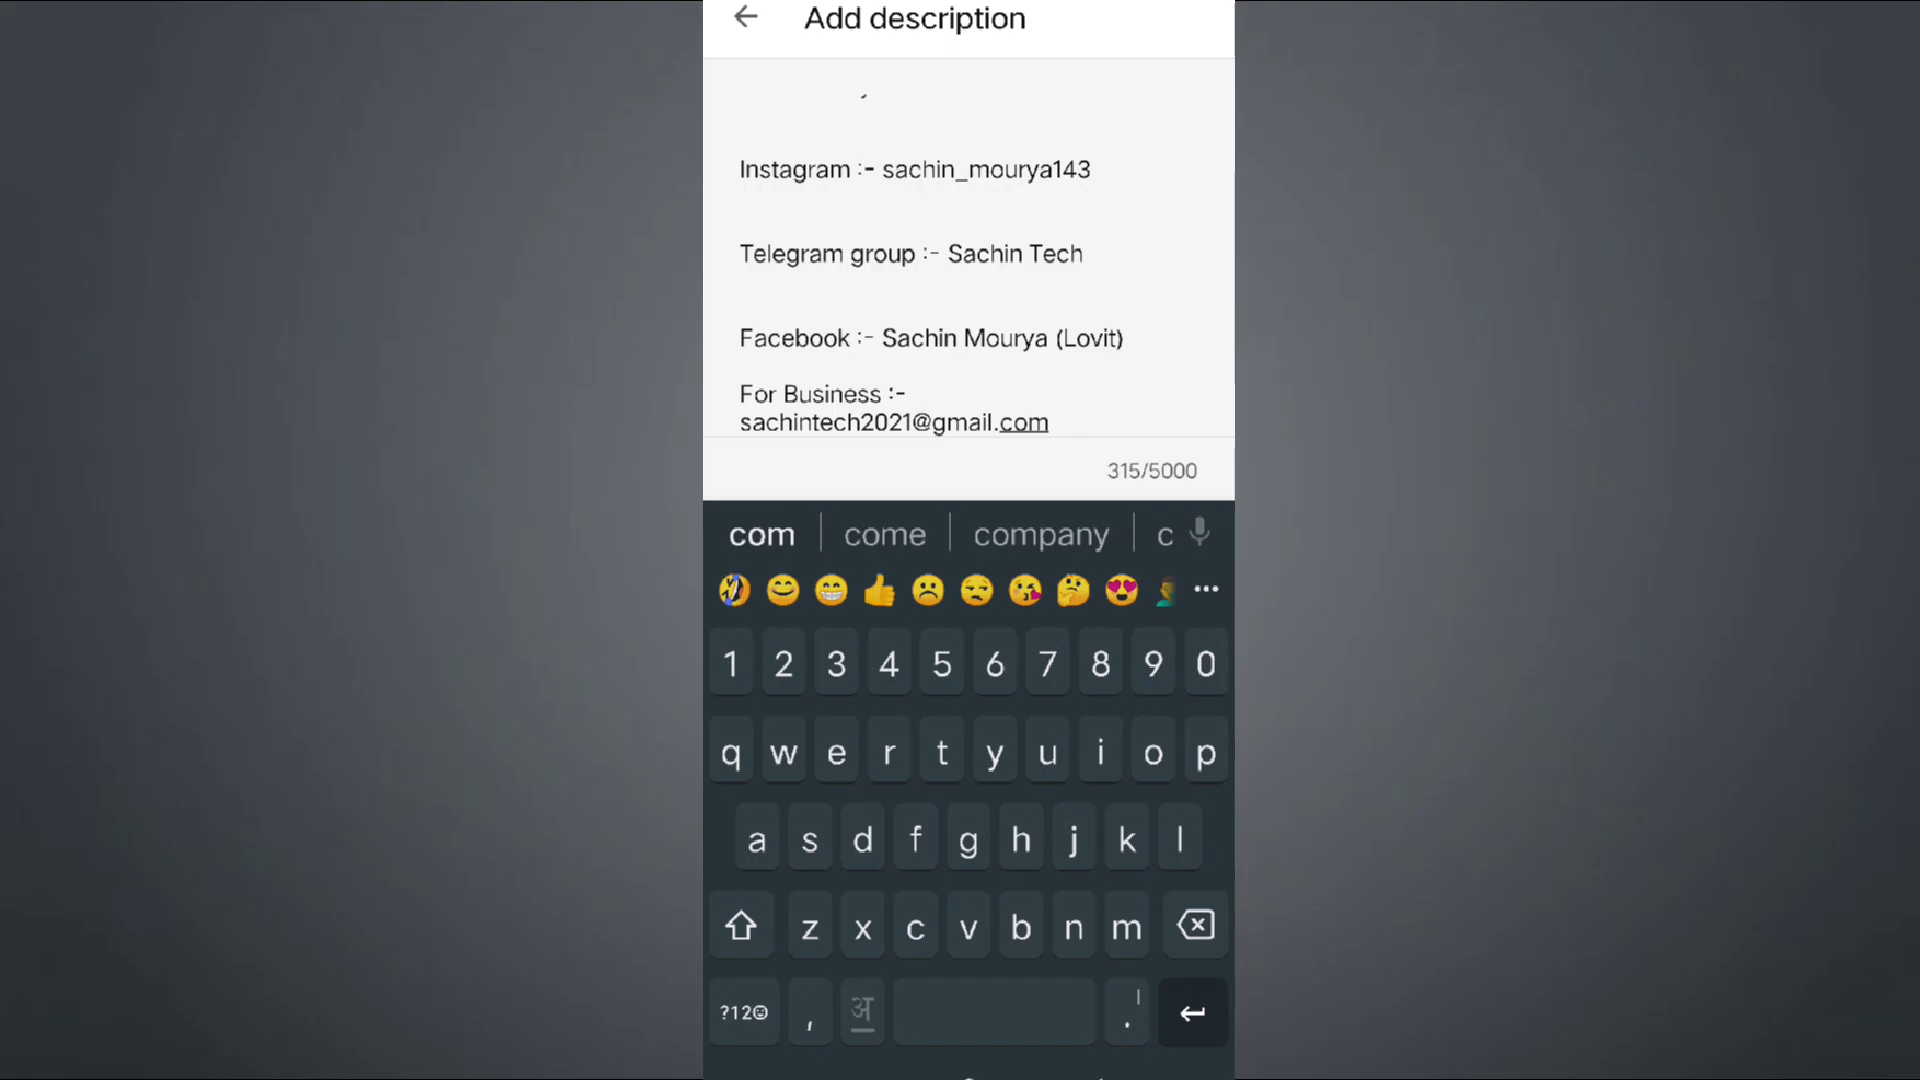 Add description
Instagram :- sachin_mourya143
Telegram group :- Sachin Tech
Facebook :- Sachin Mourya (Lovit)
For Business :-
sachintech2021@gmail.com
315/5000
com come company c
1 2 3 4 5 6 7 8 9 0
q w e r t y u i o p
a s d f g h j k l
z x c v b n m
?12☺ , अ . |